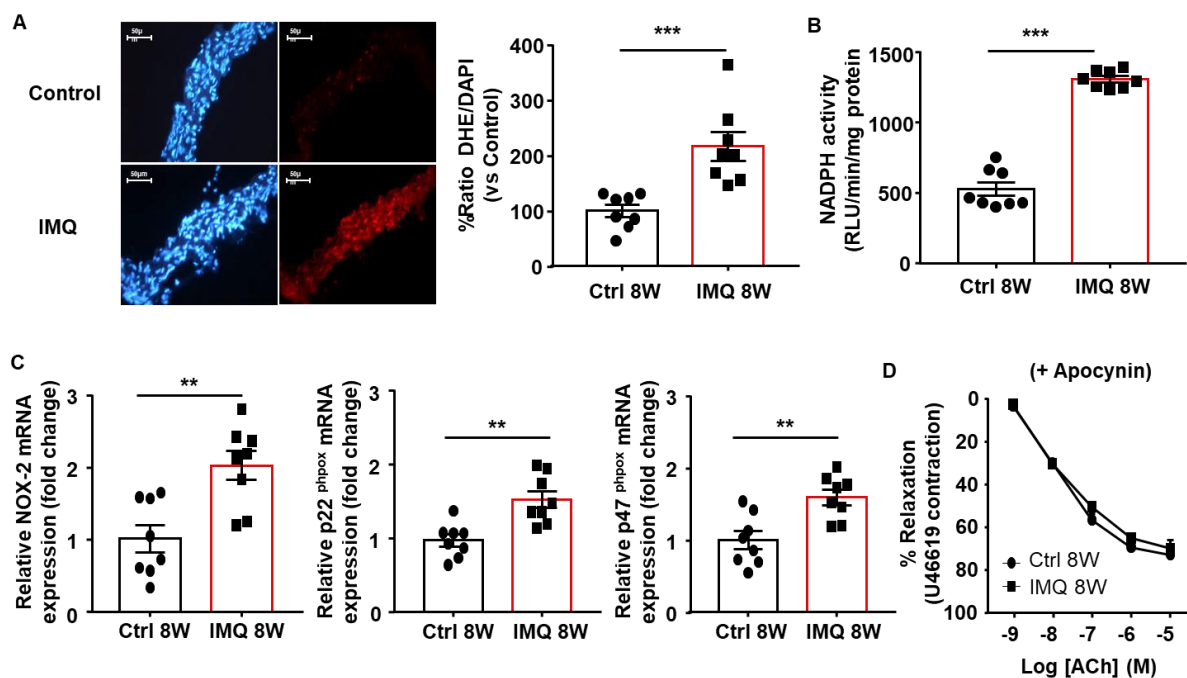 A
50µ
50µ
Control
50µm
50µ
IMQ
%Ratio DHE/DAPI
(vs Control)
400
300
200
100
0
***
Ctrl 8W
IMQ 8W
B
NADPH activity
(RLU/min/mg protein)
1500
1000
500
0
***
Ctrl 8W
IMQ 8W
C
Relative NOX-2 mRNA
expression (fold change)
3
2
1
0
**
Ctrl 8W
IMQ 8W
Relative p22 phpox mRNA
expression (fold change)
3
2
1
0
**
Ctrl 8W
IMQ 8W
Relative p47 phpox mRNA
expression (fold change)
3
2
1
0
**
Ctrl 8W
IMQ 8W
D
(+ Apocynin)
% Relaxation
(U46619 contraction)
0
20
40
60
80
100
Ctrl 8W
IMQ 8W
-9
-8
-7
-6
-5
Log [ACh] (M)